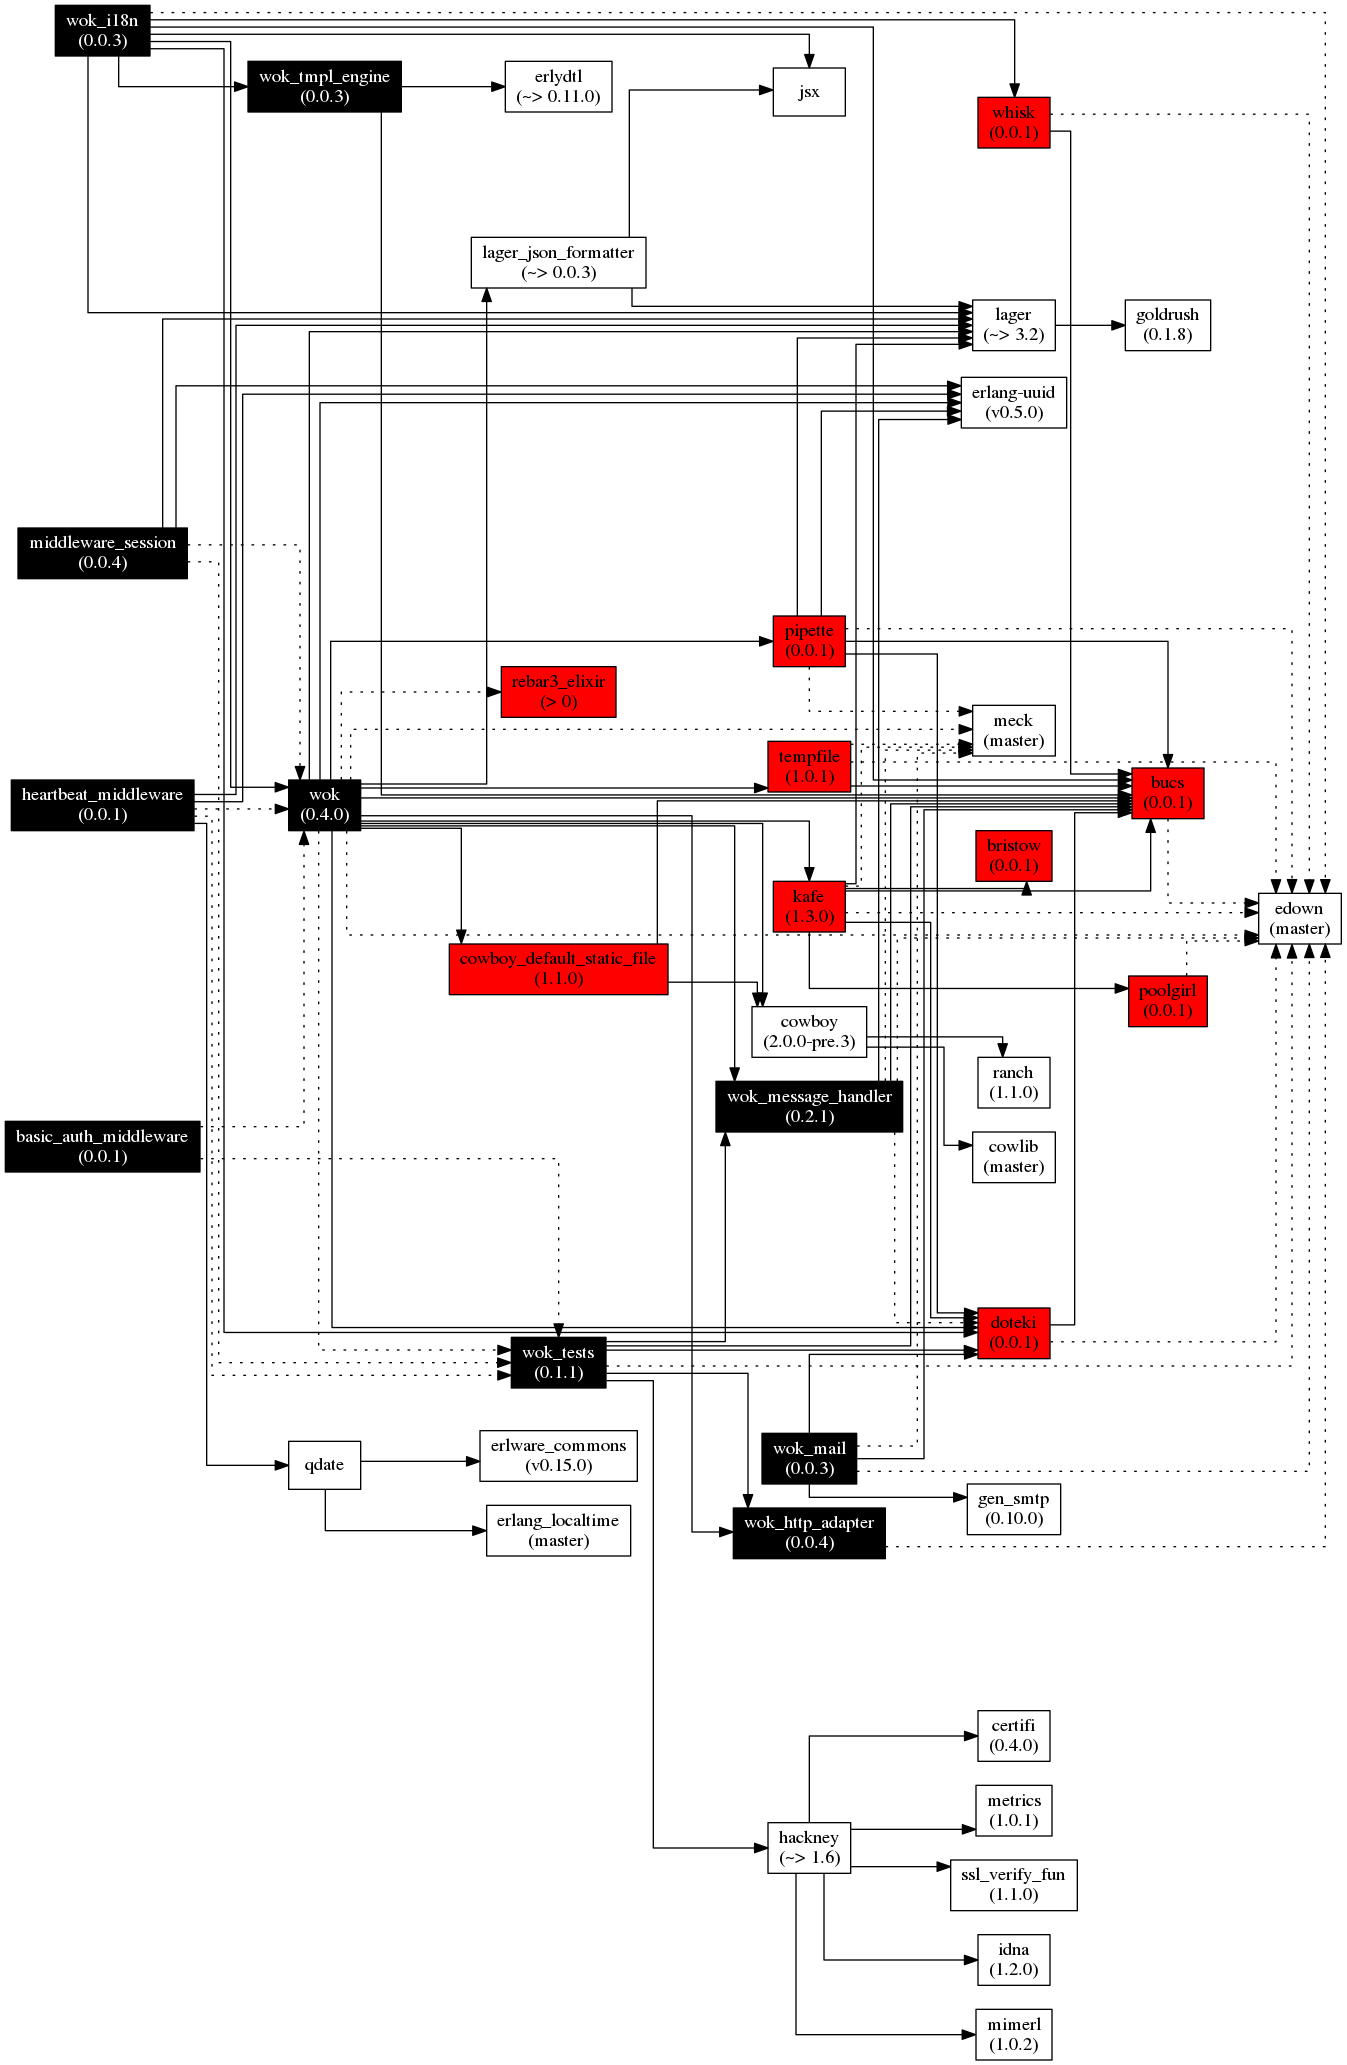 wok_i18n
(0.0.3)
wok_tmpl_engine
(0.0.3)
erlydtl
(~> 0.11.0)
jsx
whisk
(0.0.1)
lager_json_formatter
(~> 0.0.3)
lager
(~> 3.2)
goldrush
(0.1.8)
erlang-uuid
(v0.5.0)
middleware_session
(0.0.4)
pipette
(0.0.1)
rebar3_elixir
(> 0)
meck
(master)
tempfile
(1.0.1)
bucs
(0.0.1)
heartbeat_middleware
(0.0.1)
wok
(0.4.0)
bristow
(0.0.1)
kafe
(1.3.0)
edown
(master)
cowboy_default_static_file
(1.1.0)
poolgirl
(0.0.1)
cowboy
(2.0.0-pre.3)
ranch
(1.1.0)
wok_message_handler
(0.2.1)
basic_auth_middleware
(0.0.1)
cowlib
(master)
doteki
(0.0.1)
wok_tests
(0.1.1)
qdate
erlware_commons
(v0.15.0)
wok_mail
(0.0.3)
gen_smtp
(0.10.0)
erlang_localtime
(master)
wok_http_adapter
(0.0.4)
certifi
(0.4.0)
metrics
(1.0.1)
hackney
(~> 1.6)
ssl_verify_fun
(1.1.0)
idna
(1.2.0)
mimerl
(1.0.2)